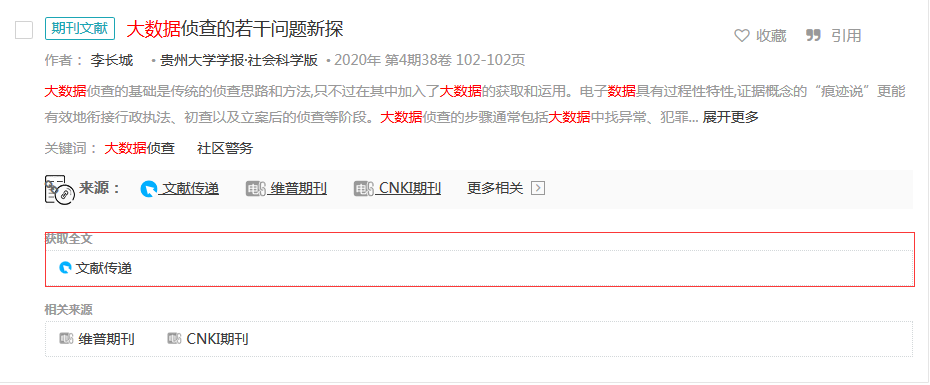 期刊文献 大数据侦查的若干问题新探
收藏 引用
作者： 李长城 •贵州大学学报·社会科学版 •2020年 第4期38卷 102-102页
大数据侦查的基础是传统的侦查思路和方法,只不过在其中加入了大数据的获取和运用。电子数据具有过程性特性,证据概念的“痕迹说”更能
有效地衔接行政执法、初查以及立案后的侦查等阶段。大数据侦查的步骤通常包括大数据中找异常、犯罪... 展开更多
关键词： 大数据侦查 社区警务
来源： 文献传递 维普期刊 CNKI期刊 更多相关
获取全文
文献传递
相关来源
维普期刊 CNKI期刊